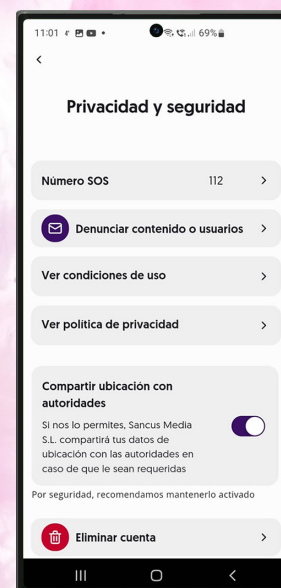 11:01
69%
Privacidad y seguridad
Número SOS 112
Denunciar contenido o usuarios
Ver condiciones de uso
Ver política de privacidad
Compartir ubicación con
autoridades
Si nos lo permites, Sancus Media
S.L. compartirá tus datos de
ubicación con las autoridades en
caso de que le sean requeridas
Por seguridad, recomendamos mantenerlo activado
Eliminar cuenta